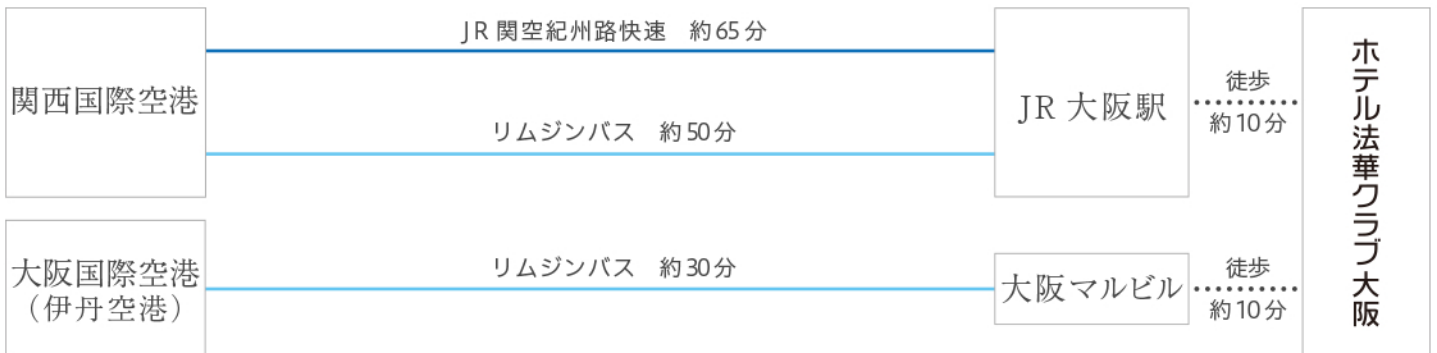 関西国際空港
JR関空紀州路快速 約65分
リムジンバス 約50分
JR 大阪駅
徒歩
約10分
大阪国際空港
（伊丹空港）
リムジンバス 約30分
大阪マルビル
徒歩
約10分
ホテル法華クラブ大阪